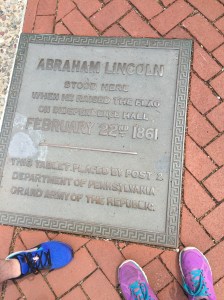 ABRAHAM LINCOLN
STOOD HERE
WHEN HE RAISED THE FLAG
ON INDEPENDENCE HALL
FEBRUARY 22ND 1861
THIS TABLET PLACED BY POST 2
DEPARTMENT OF PENNSYLVANIA
GRAND ARMY OF THE REPUBLIC.